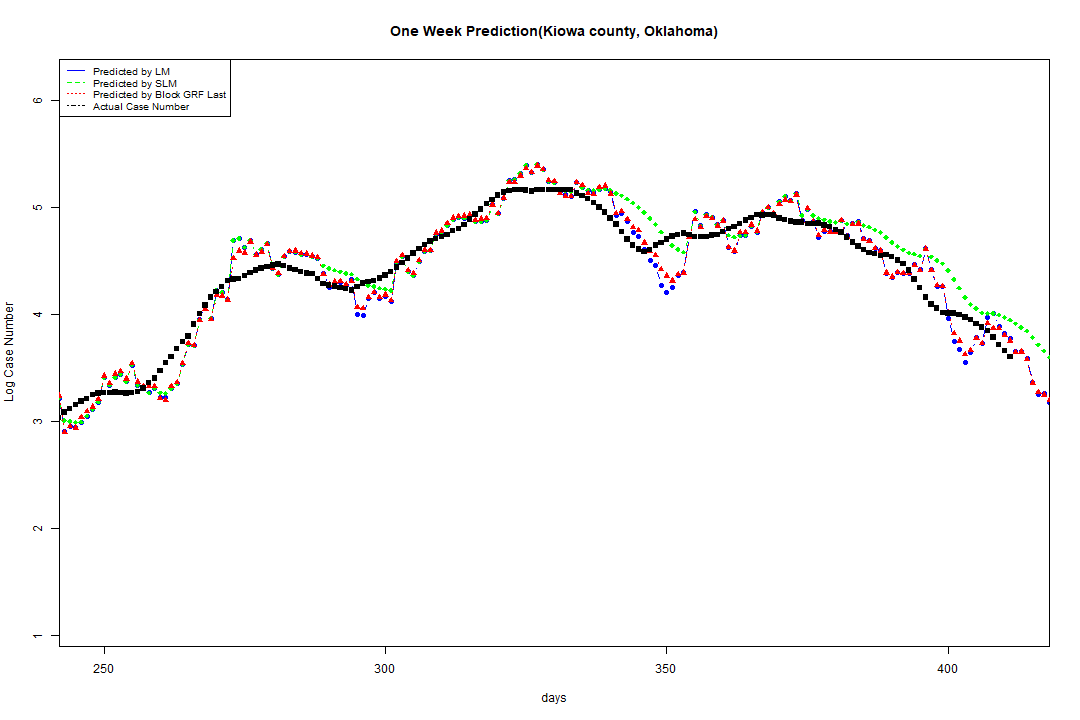 One Week Prediction(Kiowa county, Oklahoma)
Predicted by LM
Predicted by SLM
Predicted by Block GRF Last
Actual Case Number
6
5
4
3
2
1
Log Case Number
250 300 350 400
days